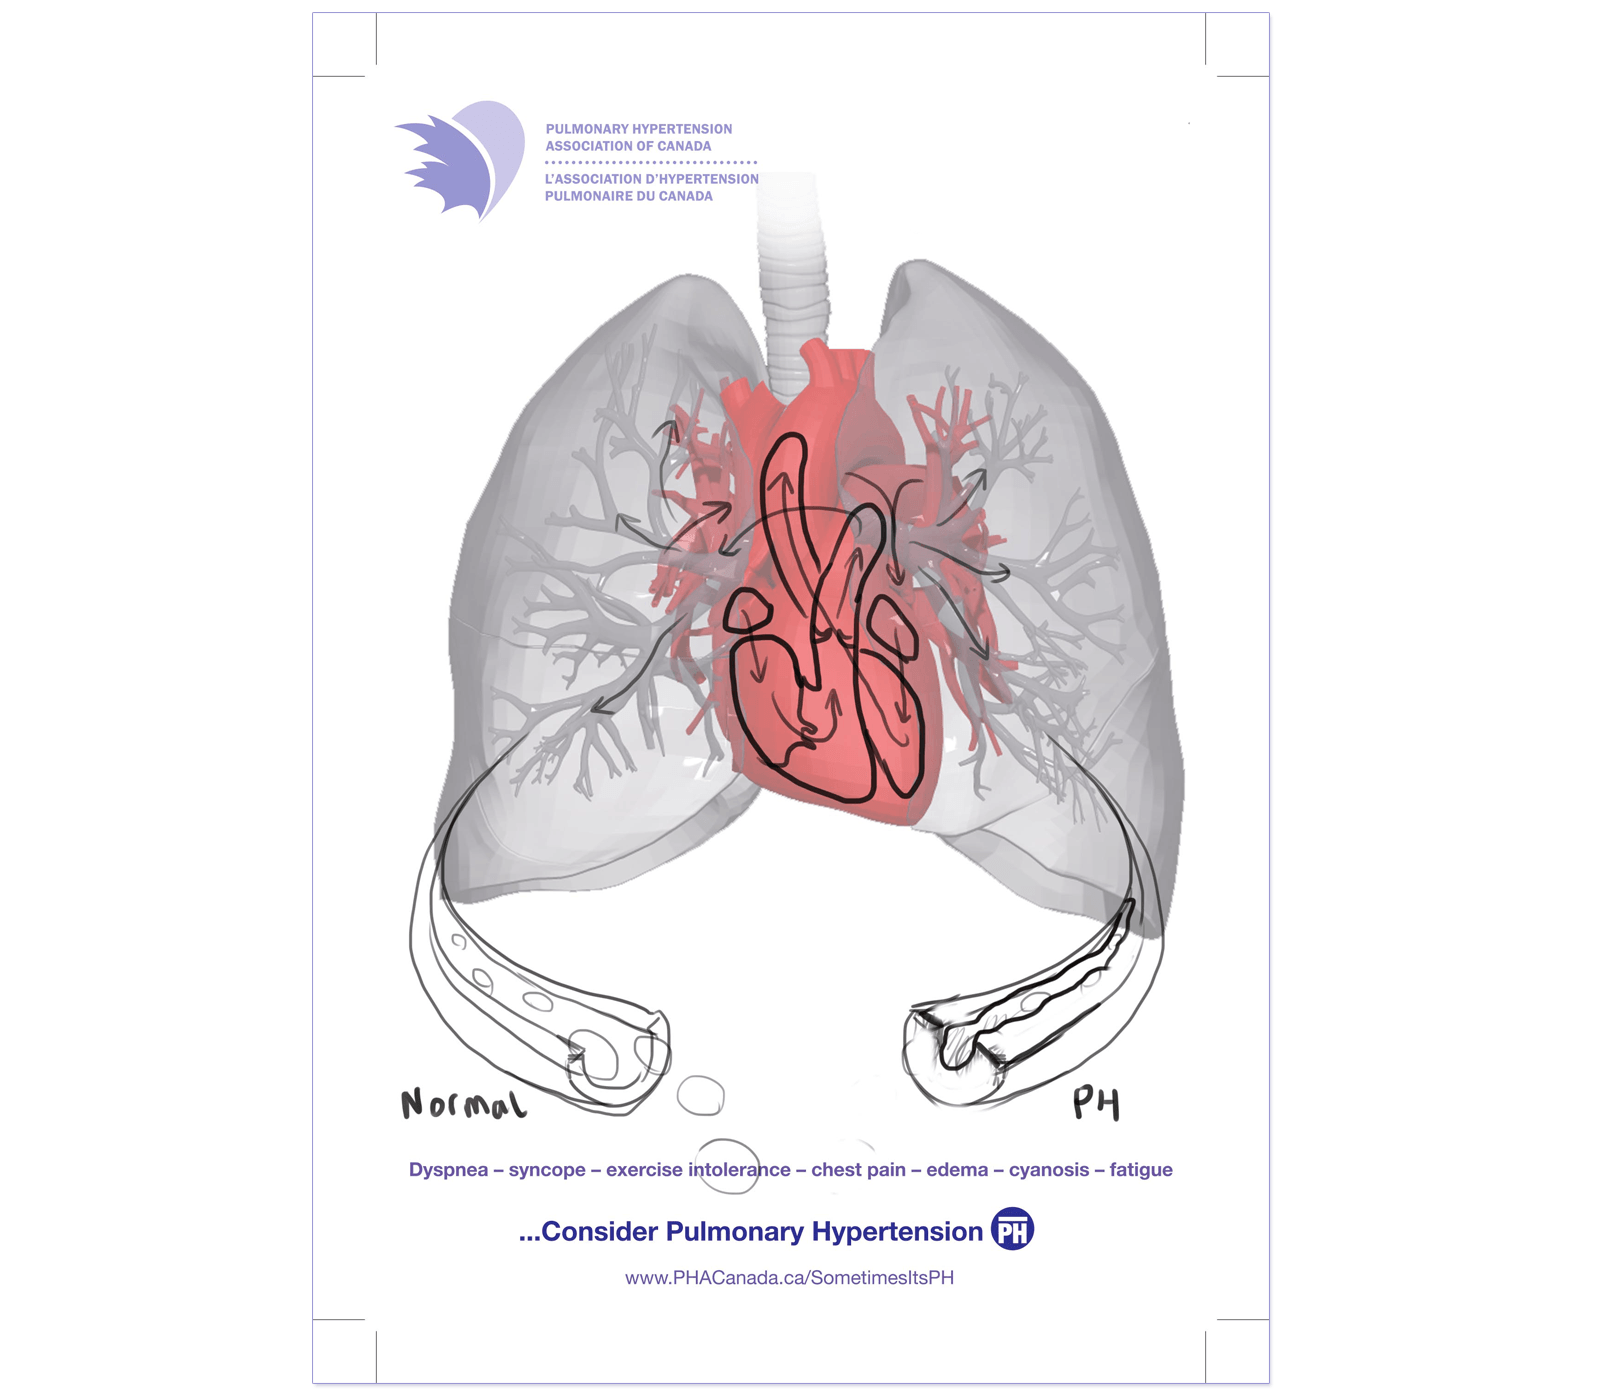 PULMONARY HYPERTENSION
ASSOCIATION OF CANADA
L'ASSOCIATION D'HYPERTENSION
PULMONAIRE DU CANADA
Normal
PH
Dyspnea – syncope – exercise intolerance – chest pain – edema – cyanosis – fatigue
...Consider Pulmonary Hypertension PH
www.PHACanada.ca/SometimesItsPH